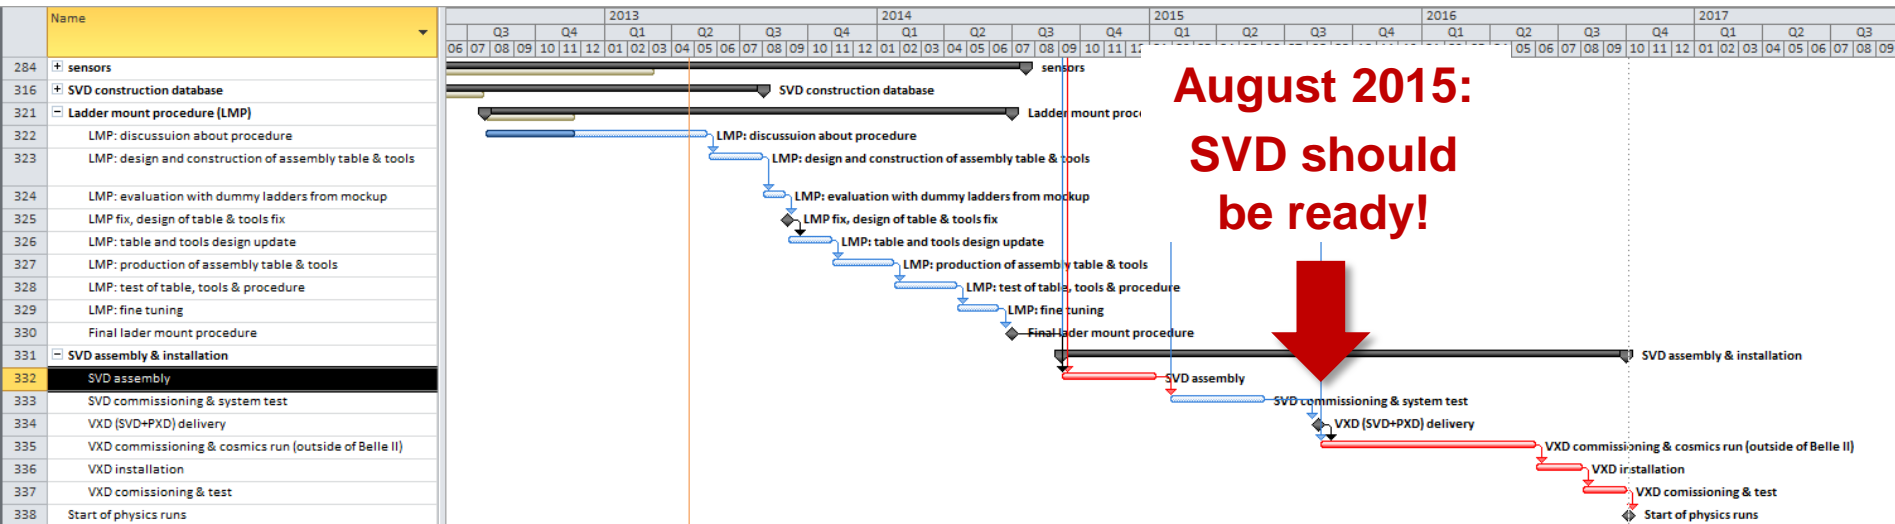 Name
2013 2014 2015 2016 2017
Q3 Q4 Q1 Q2 Q3 Q4 Q1 Q2 Q3 Q4 Q1 Q2 Q3 Q4 Q1 Q2 Q3 Q4 Q1 Q2 Q3
06 07 08 09 10 11 12 01 02 03 04 05 06 07 08 09 10 11 12 01 02 03 04 05 06 07 08 09 10 11 12 05 06 07 08 09 10 11 12 01 02 03 04 05 06 07 08 09
284 sensors sensors
316 SVD construction database SVD construction database
321 Ladder mount procedure (LMP) Ladder mount proc
322 LMP: discussuion about procedure LMP: discussuion about procedure
323 LMP: design and construction of assembly table & tools LMP: design and construction of assembly table & tools
324 LMP: evaluation with dummy ladders from mockup LMP: evaluation with dummy ladders from mockup
325 LMP fix, design of table & tools fix LMP fix, design of table & tools fix
326 LMP: table and tools design update LMP: table and tools design update
327 LMP: production of assembly table & tools LMP: production of assembly table & tools
328 LMP: test of table, tools & procedure LMP: test of table, tools & procedure
329 LMP: fine tuning LMP: fine tuning
330 Final lader mount procedure Final lader mount procedure
331 SVD assembly & installation SVD assembly & installation
332 SVD assembly SVD assembly
333 SVD commissioning & system test SVD commissioning & system test
334 VXD (SVD+PXD) delivery VXD (SVD+PXD) delivery
335 VXD commissioning & cosmics run (outside of Belle II) VXD commissioning & cosmics run (outside of Belle II)
336 VXD installation VXD installation
337 VXD comissioning & test VXD comissioning & test
338 Start of physics runs Start of physics runs
August 2015:
SVD should
be ready!